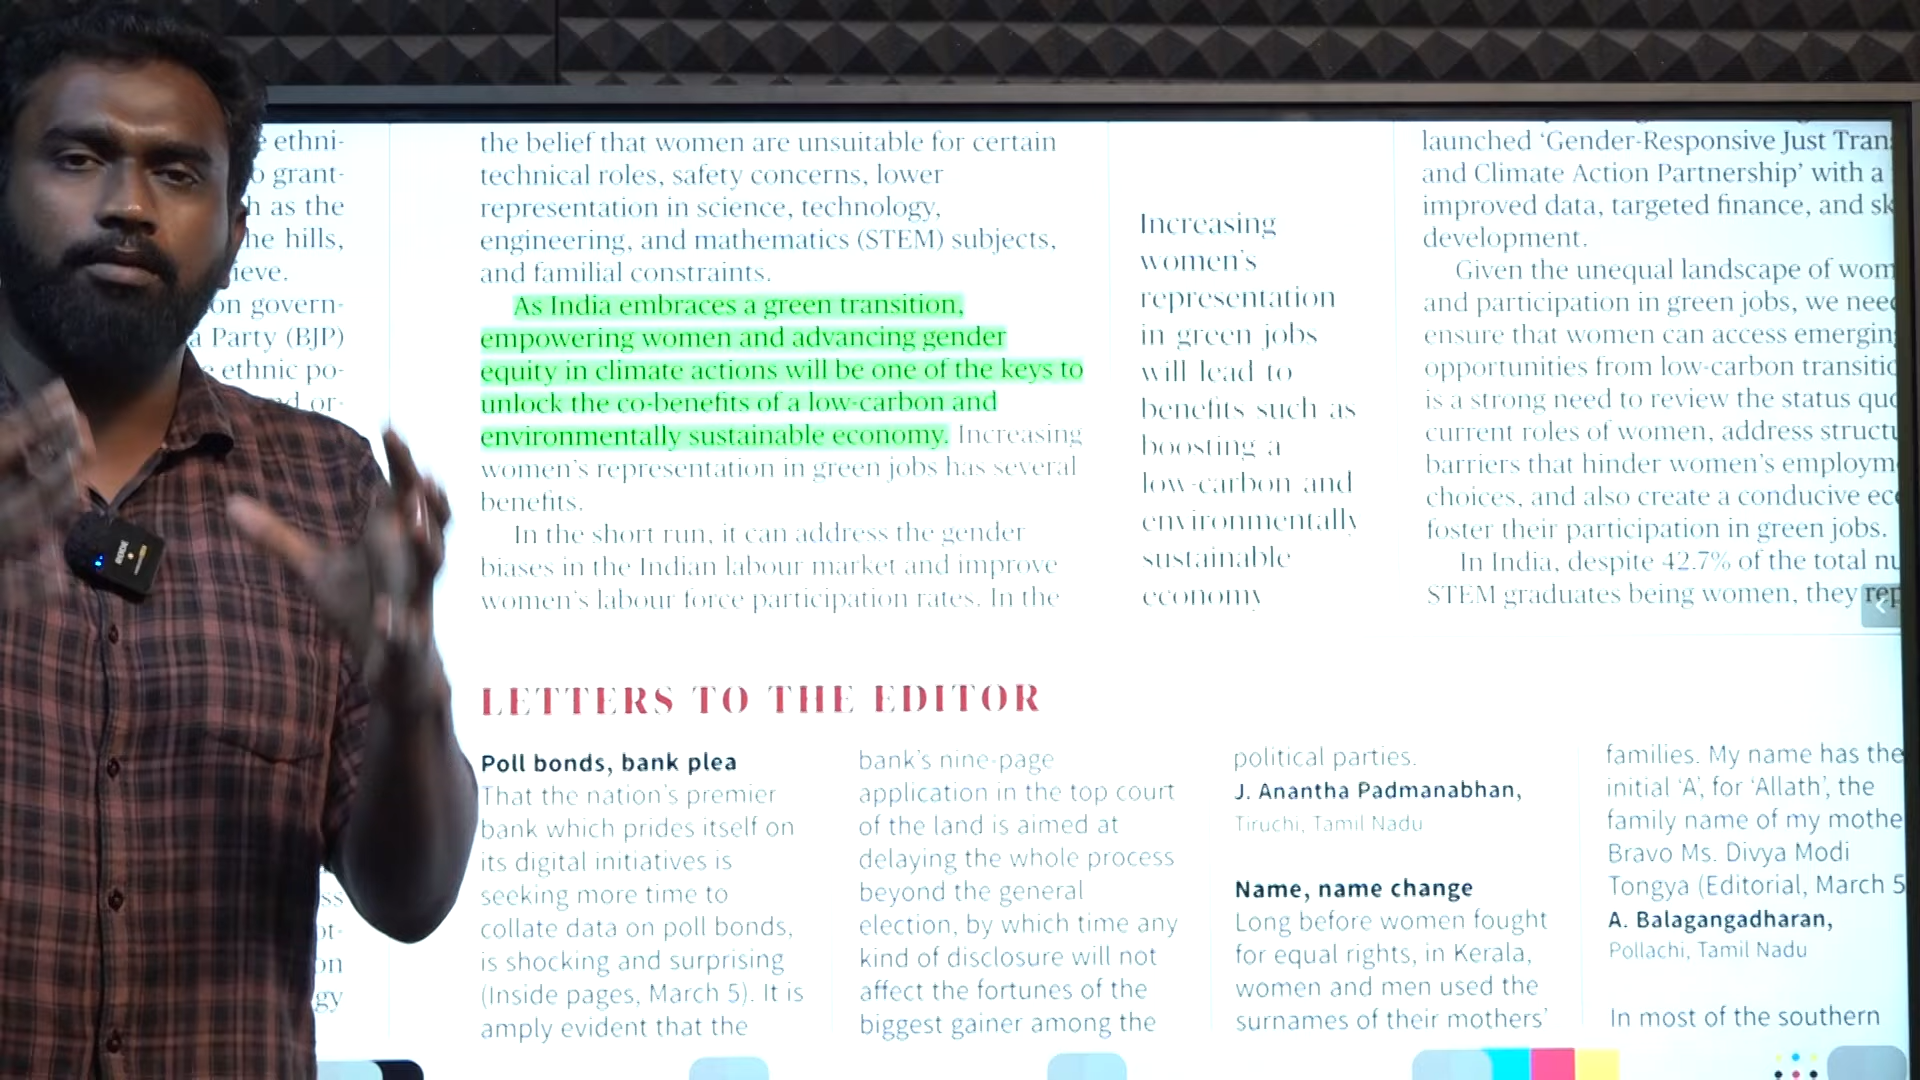 ethni-
o grant-
h as the
he hills,
ieve.
on govern-
a Party (BJP)
ethnic po-
d or-
ss
ot-
on
gy
the belief that women are unsuitable for certain
technical roles, safety concerns, lower
representation in science, technology,
engineering, and mathematics (STEM) subjects,
and familial constraints.
As India embraces a green transition,
empowering women and advancing gender
equity in climate actions will be one of the keys to
unlock the co-benefits of a low-carbon and
environmentally sustainable economy. Increasing
women's representation in green jobs has several
benefits.
In the short run, it can address the gender
biases in the Indian labour market and improve
women's labour force participation rates. In the
Increasing
women's
representation
in green jobs
will lead to
benefits such as
boosting a
low-carbon and
environmentally
sustainable
economy
launched 'Gender-Responsive Just Tran
and Climate Action Partnership' with a
improved data, targeted finance, and sk
development.
Given the unequal landscape of wom
and participation in green jobs, we nee
ensure that women can access emerging
opportunities from low-carbon transitio
is a strong need to review the status quo
current roles of women, address structu
barriers that hinder women's employm
choices, and also create a conducive eco
foster their participation in green jobs.
In India, despite 42.7% of the total nu
STEM graduates being women, they rep
LETTERS TO THE EDITOR
Poll bonds, bank plea
That the nation's premier
bank which prides itself on
its digital initiatives is
seeking more time to
collate data on poll bonds,
is shocking and surprising
(Inside pages, March 5). It is
amply evident that the
bank's nine-page
application in the top court
of the land is aimed at
delaying the whole process
beyond the general
election, by which time any
kind of disclosure will not
affect the fortunes of the
biggest gainer among the
political parties.
J. Anantha Padmanabhan,
Tiruchi, Tamil Nadu
Name, name change
Long before women fought
for equal rights, in Kerala,
women and men used the
surnames of their mothers'
families. My name has the
initial 'A', for 'Allath', the
family name of my mothe
Bravo Ms. Divya Modi
Tongya (Editorial, March 5
A. Balagangadharan,
Pollachi, Tamil Nadu
In most of the southern